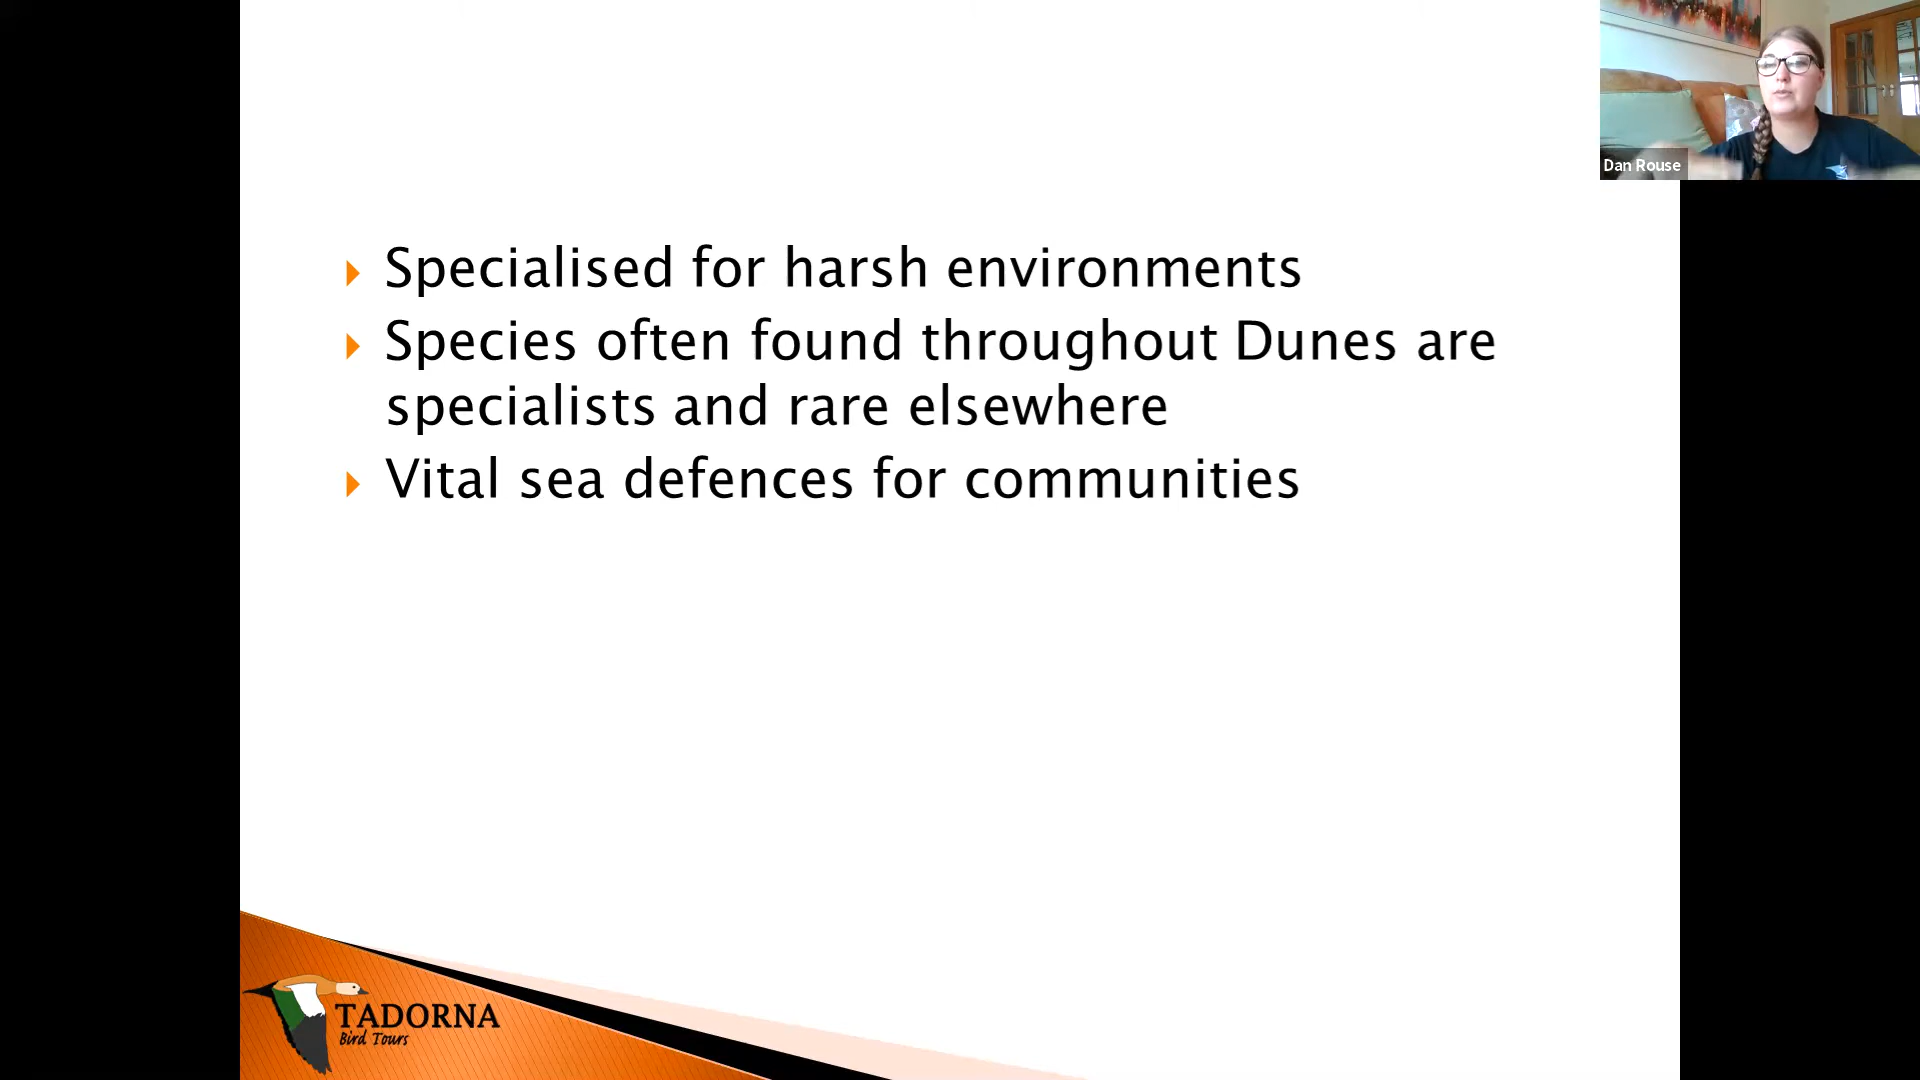 Dan Rouse
Specialised for harsh environments
Species often found throughout Dunes are
specialists and rare elsewhere
Vital sea defences for communities
TADORNA
Bird Tours